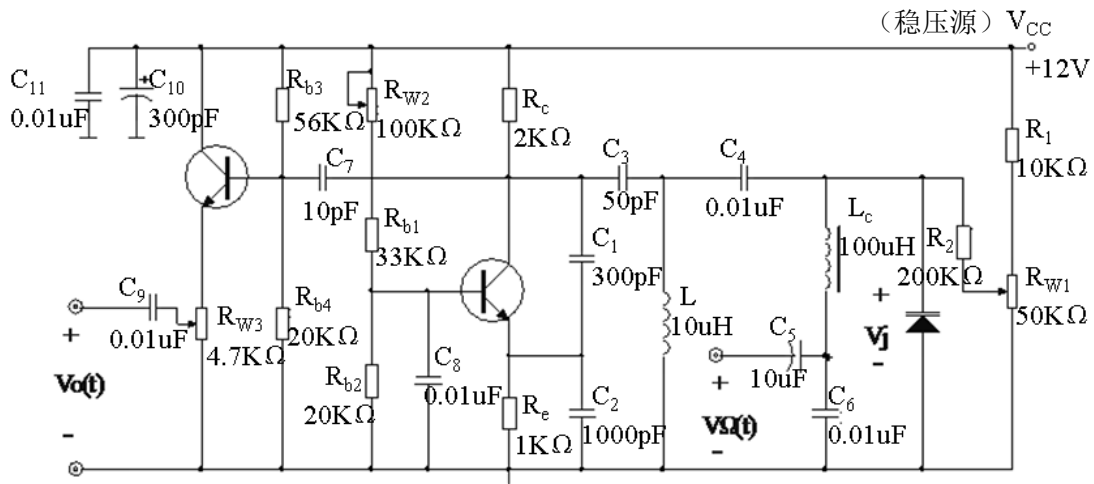 （稳压源）V_CC
+12V
C11
0.01uF
C10
+
300pF
Rb3
56KΩ
RW2
100KΩ
Rc
2KΩ
R1
10KΩ
C7
10pF
C3
50pF
C4
0.01uF
Rb1
33KΩ
C1
300pF
Lc
100uH
R2
200KΩ
RW1
50KΩ
C9
0.01uF
RW3
4.7KΩ
Rb4
20KΩ
L
10uH
C5
10uF
+
Vj
-
+
Vo(t)
-
Rb2
20KΩ
C8
0.01uF
Re
1KΩ
C2
1000pF
+
VΩ(t)
-
C6
0.01uF